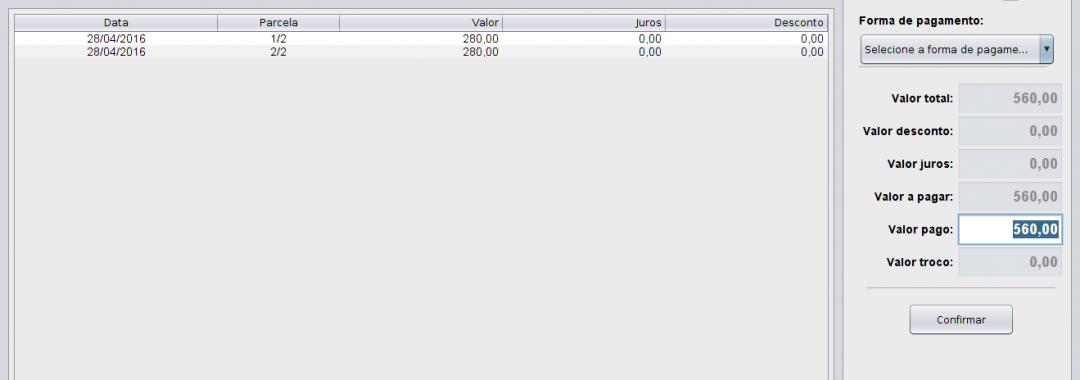 Data Parcela Valor Juros Desconto
28/04/2016 1/2 280,00 0,00 0,00
28/04/2016 2/2 280,00 0,00 0,00
Forma de pagamento:
Selecione a forma de pagame...
Valor total: 560,00
Valor desconto: 0,00
Valor juros: 0,00
Valor a pagar: 560,00
Valor pago: 560,00
Valor troco: 0,00
Confirmar